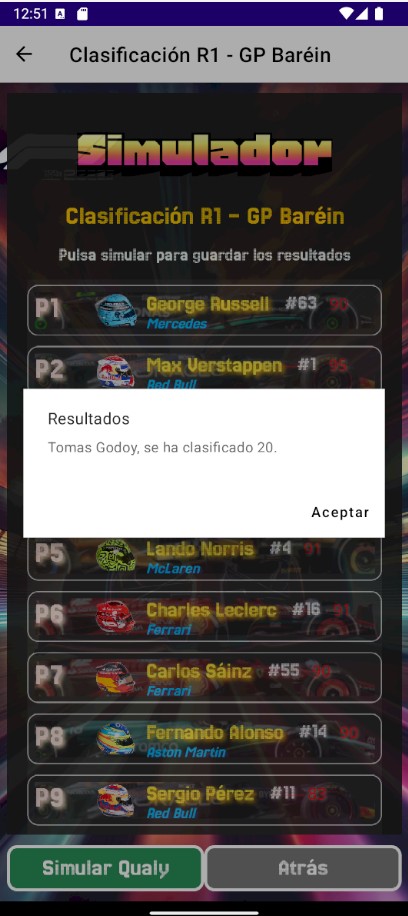 12:51
Clasificación R1 - GP Baréin
Simulador
Clasificación R1 - GP Baréin
Pulsa simular para guardar los resultados
P1 George Russell #63 90
Mercedes
P2 Max Verstappen #1 95
Red Bull
Resultados
Tomas Godoy, se ha clasificado 20.
Aceptar
P5 Lando Norris #4 91
McLaren
P6 Charles Leclerc #16 91
Ferrari
P7 Carlos Sáinz #55
Ferrari
P8 Fernando Alonso #14 90
Aston Martin
P9 Sergio Pérez #11 83
Red Bull
Simular Qualy
Atrás